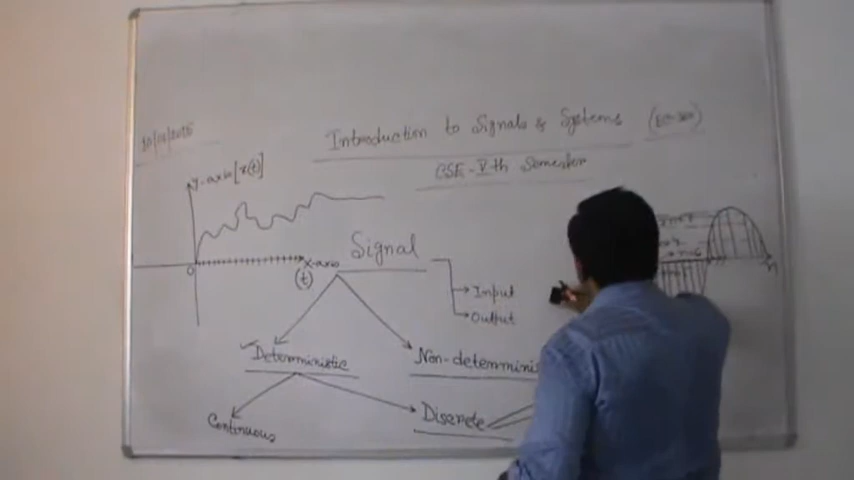 Introduction to Signals & Systems
CSE-Vth Semester
y-axis [x(t)]
0
x-axis
(t)
Signal
Input
Output
Deterministic
Non-determinis
Continuous
Discrete
n